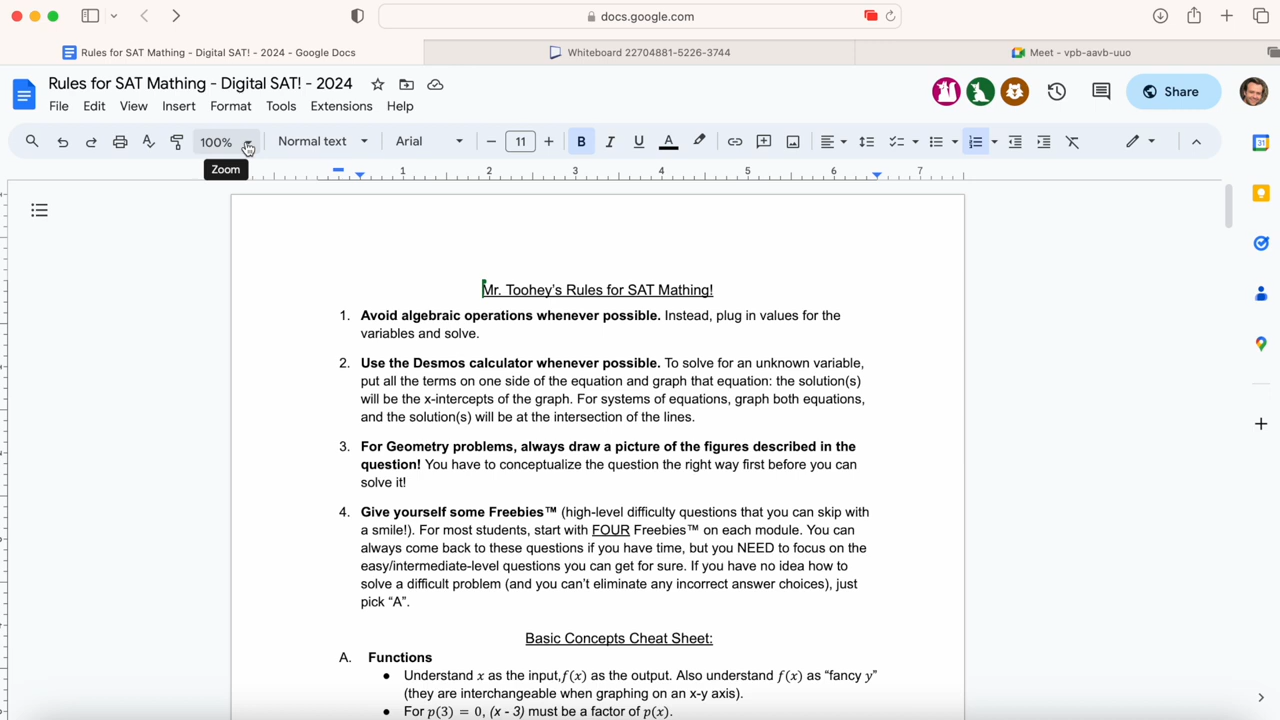 docs.google.com
Rules for SAT Mathing - Digital SAT! - 2024 - Google Docs
Whiteboard 22704881-5226-3744
Meet - vpb-aavb-uuo
Rules for SAT Mathing - Digital SAT! - 2024
File Edit View Insert Format Tools Extensions Help
Share
100% Normal text Arial 11 B I U A
Zoom
1 2 3 4 5 6 7
Mr. Toohey's Rules for SAT Mathing!
1. Avoid algebraic operations whenever possible. Instead, plug in values for the
variables and solve.
2. Use the Desmos calculator whenever possible. To solve for an unknown variable,
put all the terms on one side of the equation and graph that equation: the solution(s)
will be the x-intercepts of the graph. For systems of equations, graph both equations,
and the solution(s) will be at the intersection of the lines.
3. For Geometry problems, always draw a picture of the figures described in the
question! You have to conceptualize the question the right way first before you can
solve it!
4. Give yourself some Freebies™ (high-level difficulty questions that you can skip with
a smile!). For most students, start with FOUR Freebies™ on each module. You can
always come back to these questions if you have time, but you NEED to focus on the
easy/intermediate-level questions you can get for sure. If you have no idea how to
solve a difficult problem (and you can't eliminate any incorrect answer choices), just
pick “A”.
Basic Concepts Cheat Sheet:
A. Functions
● Understand x as the input, f(x) as the output. Also understand f(x) as “fancy y”
(they are interchangeable when graphing on an x-y axis).
● For p(3) = 0, (x - 3) must be a factor of p(x).